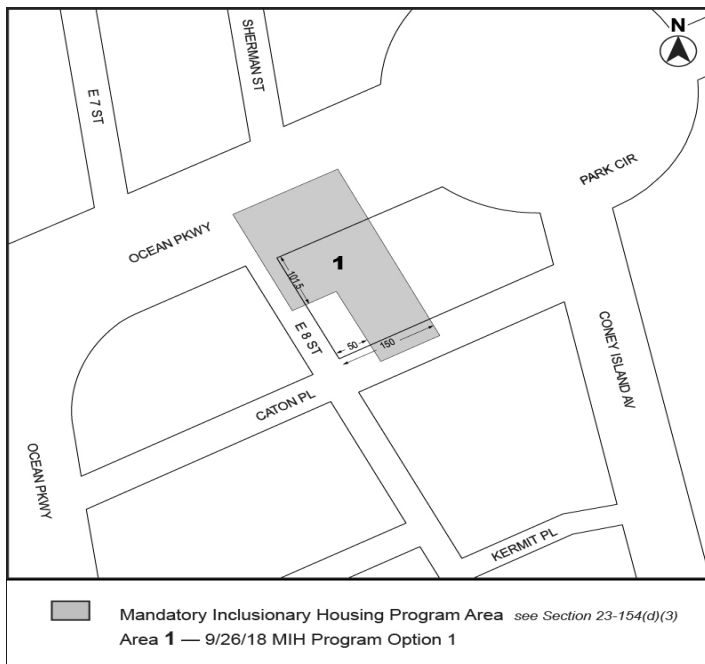 N
SHERMAN ST
E 7 ST
PARK CIR
OCEAN PKWY
1
101.5
E 8 ST
50
150
CONEY ISLAND AV
CATON PL
OCEAN PKWY
KERMIT PL
Mandatory Inclusionary Housing Program Area see Section 23-154(d)(3)
Area 1 — 9/26/18 MIH Program Option 1